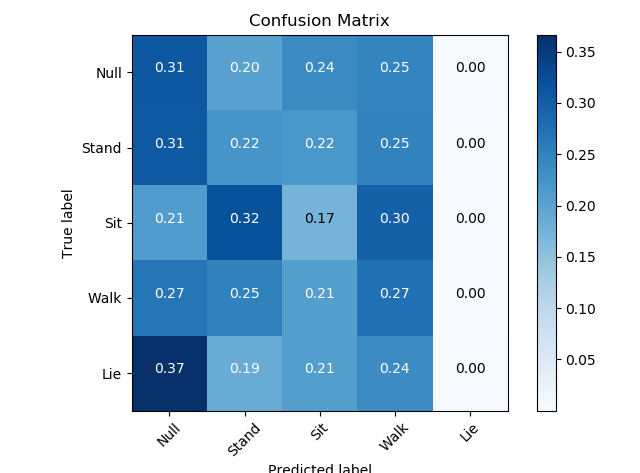 Confusion Matrix
True label
Null 0.31 0.20 0.24 0.25 0.00
Stand 0.31 0.22 0.22 0.25 0.00
Sit 0.21 0.32 0.17 0.30 0.00
Walk 0.27 0.25 0.21 0.27 0.00
Lie 0.37 0.19 0.21 0.24 0.00
Null Stand Sit Walk Lie
Predicted label
0.35
0.30
0.25
0.20
0.15
0.10
0.05